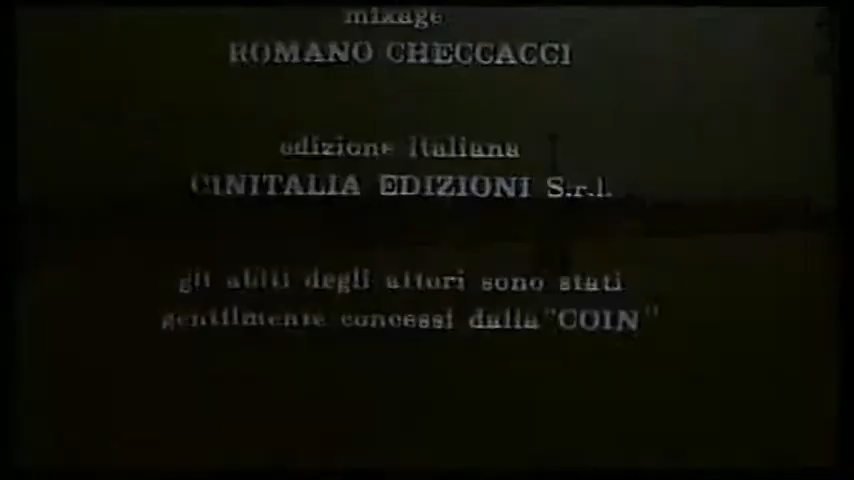 mixage
ROMANO CHECCACCI
edizione italiana
CINITALIA EDIZIONI S.r.l.
gli abiti degli attori sono stati
gentilmente concessi dalla "COIN"